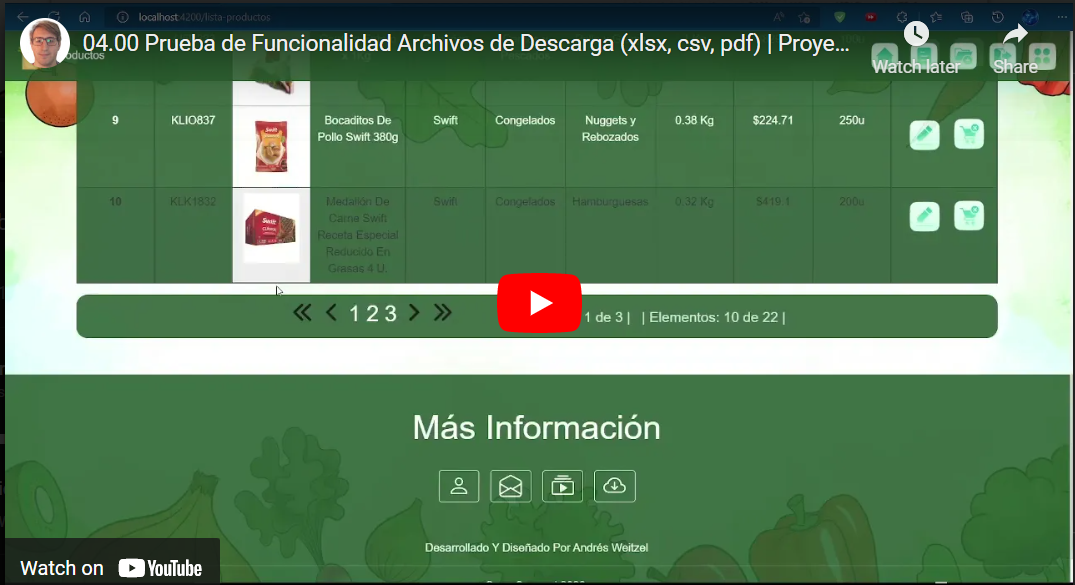 localhost:4200/lista-productos
04.00 Prueba de Funcionalidad Archivos de Descarga (xlsx, csv, pdf) | Proye...
Watch later
Share
9
KLIO837
Bocaditos De
Pollo Swift 380g
Swift
Congelados
Nuggets y
Rebozados
0.38 Kg
$224.71
250u
10
KLK1832
Medallón De
Carne Swift
Receta Especial
Reducido En
Grasas 4 U.
Swift
Congelados
Hamburguesas
0.32 Kg
$419.1
200u
« < 1 2 3 > »
1 de 3 | | Elementos: 10 de 22 |
Más Información
Desarrollado Y Diseñado Por Andrés Weitzel
Watch on YouTube